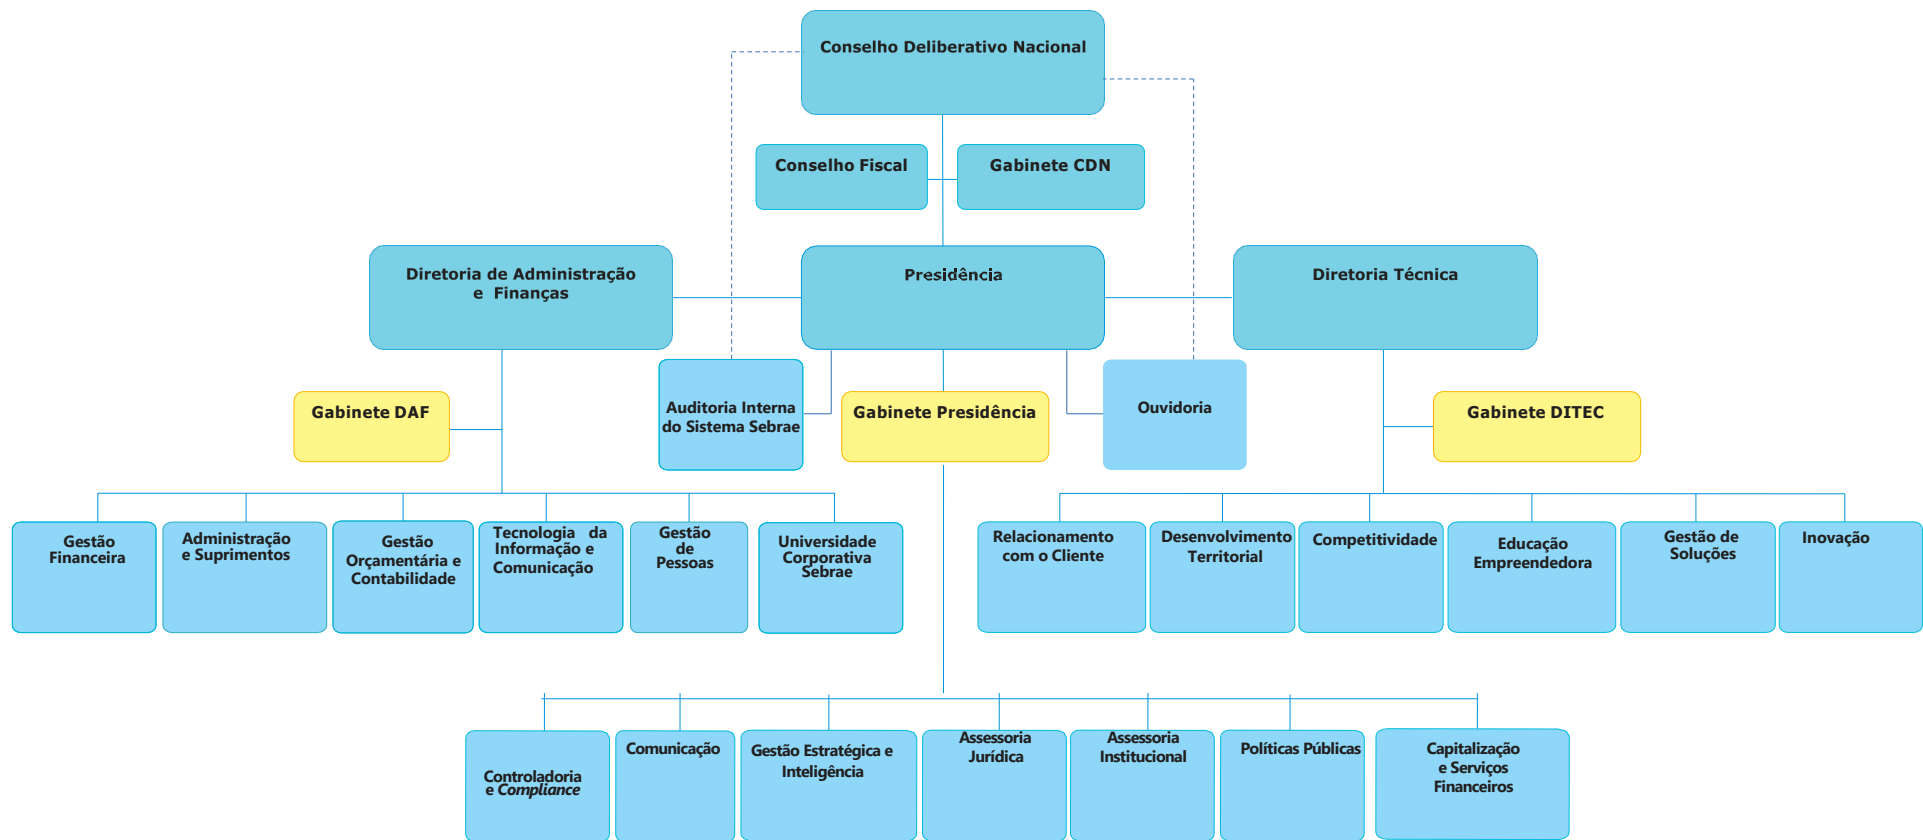 Conselho Deliberativo Nacional
Conselho Fiscal
Gabinete CDN
Diretoria de Administração
e Finanças
Presidência
Diretoria Técnica
Gabinete DAF
Auditoria Interna
do Sistema Sebrae
Gabinete Presidência
Ouvidoria
Gabinete DITEC
Gestão
Financeira
Administração
e Suprimentos
Gestão
Orçamentária e
Contabilidade
Tecnologia da
Informação e
Comunicação
Gestão
de
Pessoas
Universidade
Corporativa
Sebrae
Relacionamento
com o Cliente
Desenvolvimento
Territorial
Competitividade
Educação
Empreendedora
Gestão de
Soluções
Inovação
Controladoria
e Compliance
Comunicação
Gestão Estratégica e
Inteligência
Assessoria
Jurídica
Assessoria
Institucional
Políticas Públicas
Capitalização
e Serviços
Financeiros